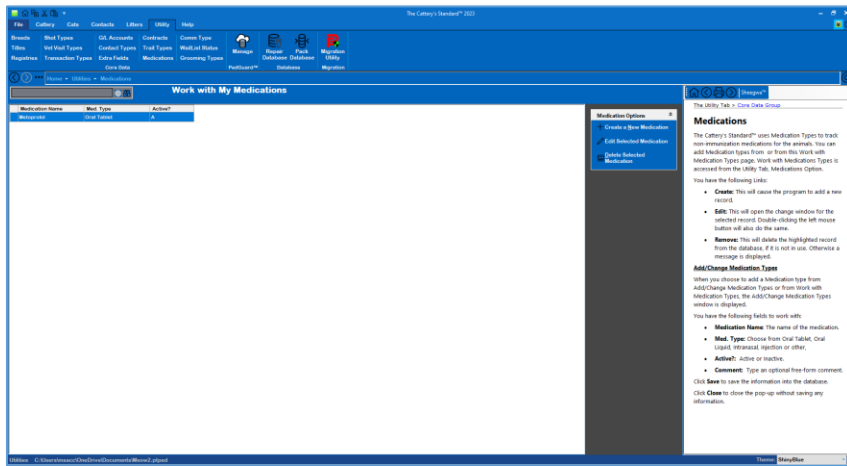 The Cattery's Standard™ 2023
File Cattery Cats Contacts Litters Utility Help
Breeds Shot Types G/L Accounts Contracts Comm Type
Titles Vet Visit Types Contact Types Trait Types WaitList Status
Registries Transaction Types Extra Fields Medications Grooming Types
Manage Repair Database Pack Database Migration Utility
Core Data PedGuard™ Database Migration
Home Utilities Medications
Work with My Medications
Medication Name Med. Type Active?
Metoprolol Oral Tablet A
Medication Options
Create a New Medication
Edit Selected Medication
Delete Selected
Medication
The Utility Tab > Core Data Group
Medications
The Cattery's Standard™ uses Medication Types to track
non-immunization medications for the animals. You can
add Medication types from or from this Work with
Medication Types page. Work with Medications Types is
accessed from the Utility Tab, Medications Option.
You have the following Links:
• Create: This will cause the program to add a new
record.
• Edit: This will open the change window for the
selected record. Double-clicking the left mouse
button will also do the same.
• Remove: This will delete the highlighted record
from the database, if it is not in use. Otherwise a
message is displayed.
Add/Change Medication Types
When you choose to add a Medication type from
Add/Change Medication Types or from Work with
Medication Types, the Add/Change Medication Types
window is displayed.
You have the following fields to work with:
• Medication Name: The name of the medication.
• Med. Type: Choose from Oral Tablet, Oral
Liquid, Intranasal, Injection or other.
• Active?: Active or Inactive.
• Comment: Type an optional free-form comment.
Click Save to save the information into the database.
Click Close to close the pop-up without saving any
information.
Utilities
Theme: ShinyBlue